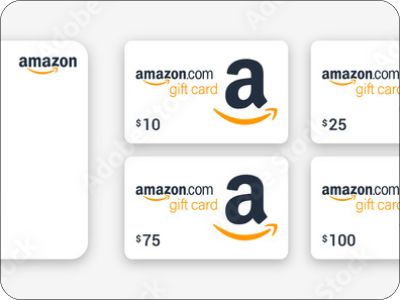 amazon
amazon.com
gift card
a
$10
amazon.com
gift card
$25
amazon.com
gift card
a
$75
amazon.com
gift card
$100
Adobe Stock